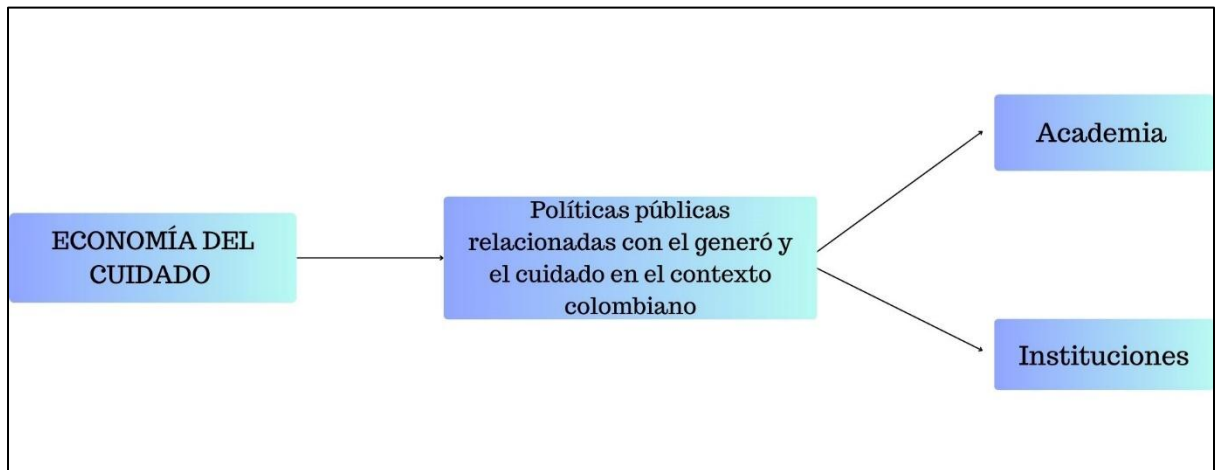 ECONOMÍA DEL
CUIDADO
Políticas públicas
relacionadas con el generó y
el cuidado en el contexto
colombiano
Academia
Instituciones